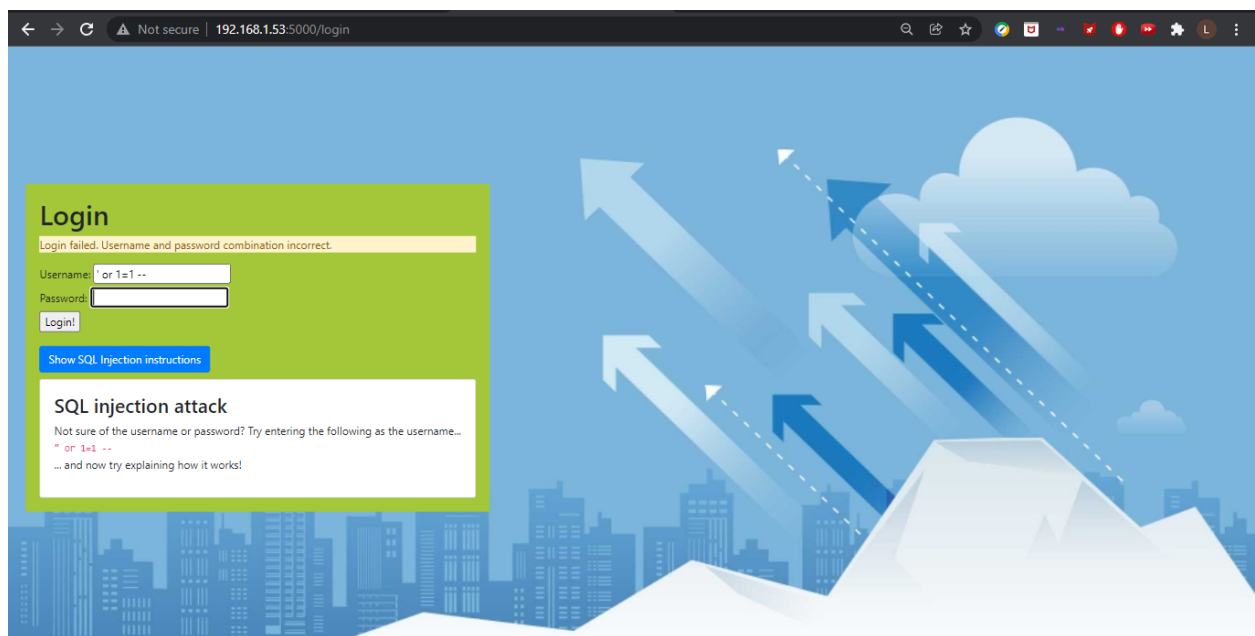 Not secure | 192.168.1.53:5000/login
L
Login
Login failed. Username and password combination incorrect.
Username: ' or 1=1 --
Password:
Login!
Show SQL Injection instructions
SQL injection attack
Not sure of the username or password? Try entering the following as the username...
" or 1=1 --
... and now try explaining how it works!